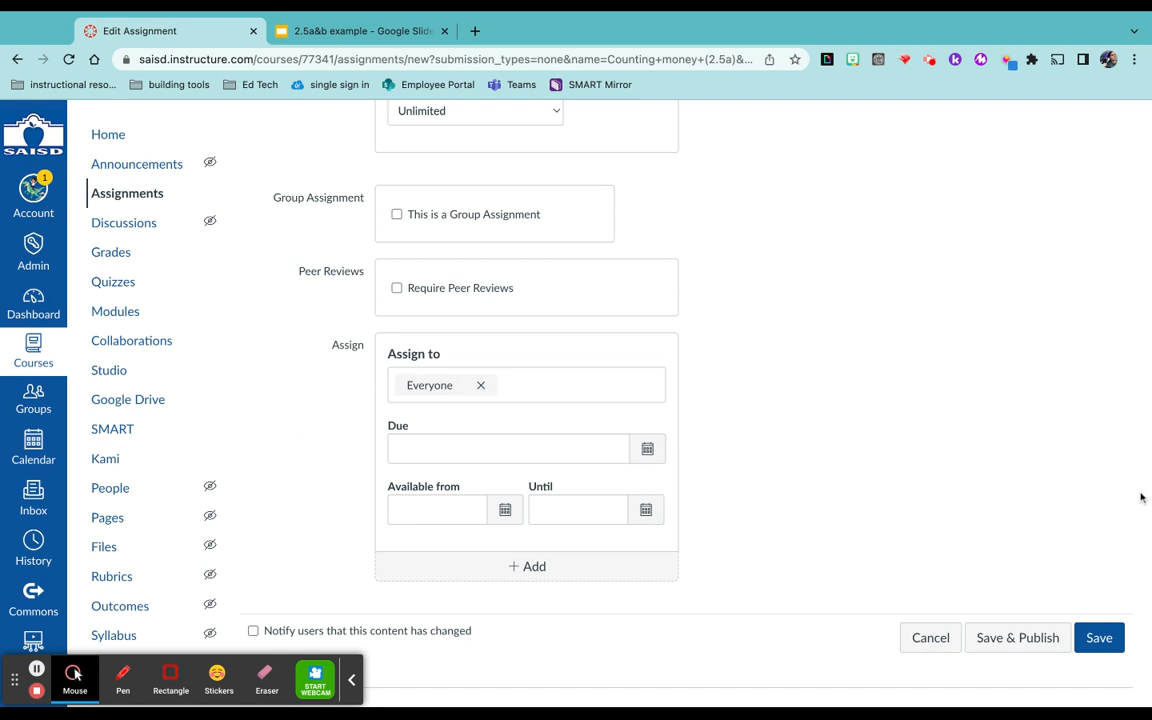 Edit Assignment
2.5a&b example - Google Slide
saisd.instructure.com/courses/77341/assignments/new?submission_types=none&name=Counting+money+(2.5a)&...
instructional reso...
building tools
Ed Tech
single sign in
Employee Portal
Teams
SMART Mirror
SAISD
1
Account
Admin
Dashboard
Courses
Groups
Calendar
Inbox
History
Commons
Home
Announcements
Assignments
Discussions
Grades
Quizzes
Modules
Collaborations
Studio
Google Drive
SMART
Kami
People
Pages
Files
Rubrics
Outcomes
Syllabus
Unlimited
Group Assignment
This is a Group Assignment
Peer Reviews
Require Peer Reviews
Assign
Assign to
Everyone
Due
Available from
Until
+ Add
Notify users that this content has changed
Cancel
Save & Publish
Save
Mouse
Pen
Rectangle
Stickers
Eraser
START
WEBCAM